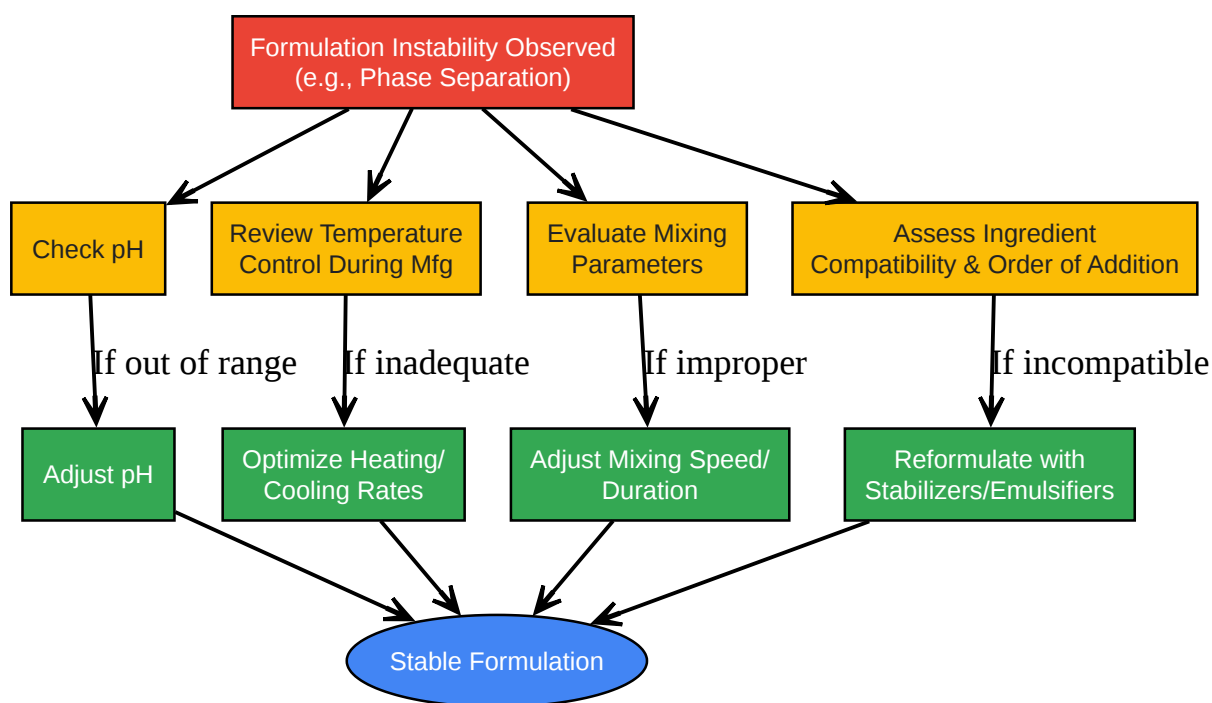 Formulation Instability Observed
(e.g., Phase Separation)
Check pH
Review Temperature
Control During Mfg
Evaluate Mixing
Parameters
Assess Ingredient
Compatibility & Order of Addition
If out of range
If inadequate
If improper
If incompatible
Adjust pH
Optimize Heating/
Cooling Rates
Adjust Mixing Speed/
Duration
Reformulate with
Stabilizers/Emulsifiers
Stable Formulation